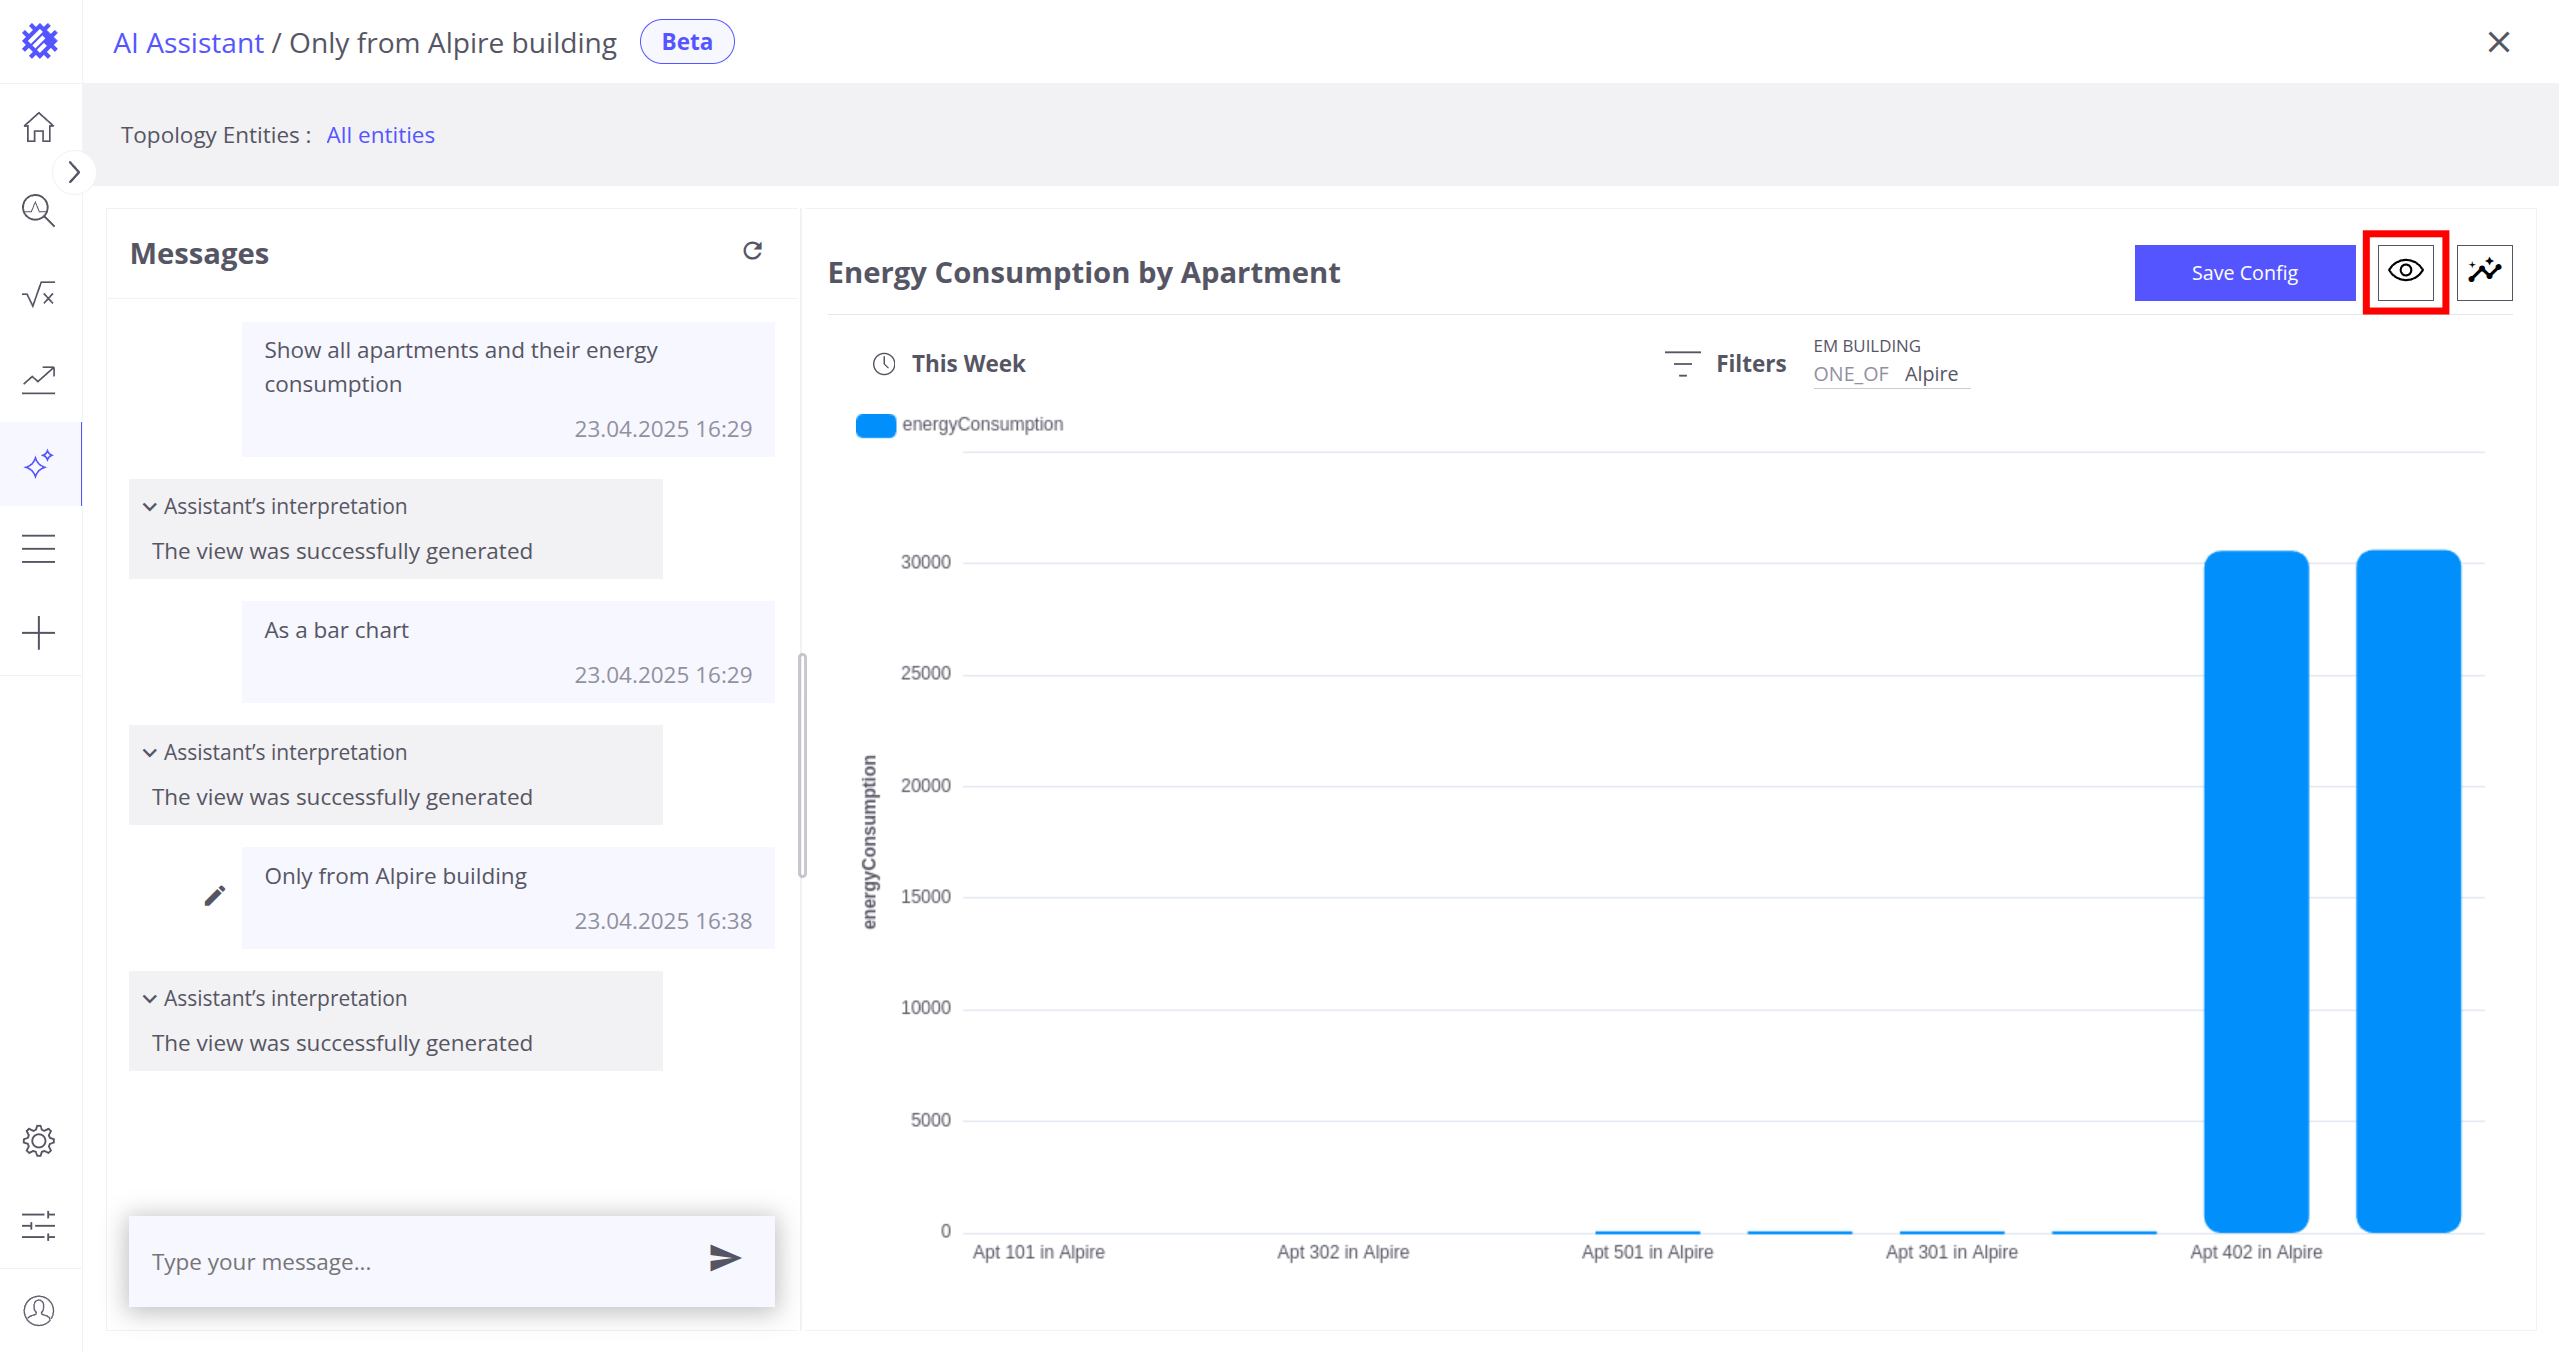 AI Assistant / Only from Alpire building Beta
Topology Entities : All entities
Messages
Show all apartments and their energy
consumption
23.04.2025 16:29
Assistant's interpretation
The view was successfully generated
As a bar chart
23.04.2025 16:29
Assistant's interpretation
The view was successfully generated
Only from Alpire building
23.04.2025 16:38
Assistant's interpretation
The view was successfully generated
Type your message...
Energy Consumption by Apartment
Save Config
This Week
Filters
EM BUILDING
ONE_OF Alpire
energyConsumption
energyConsumption
30000
25000
20000
15000
10000
5000
0
Apt 101 in Alpire
Apt 302 in Alpire
Apt 501 in Alpire
Apt 301 in Alpire
Apt 402 in Alpire